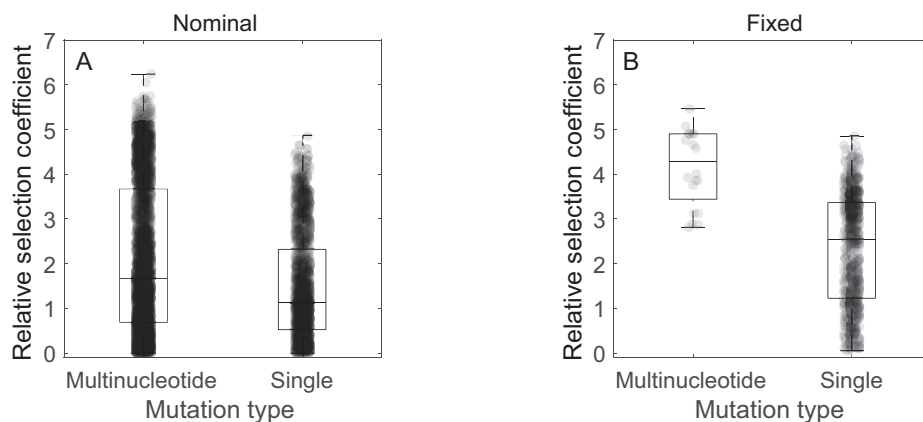 Nominal
A
Relative selection coefficient
7
6
5
4
3
2
1
0
Multinucleotide Single
Mutation type
Fixed
B
Relative selection coefficient
7
6
5
4
3
2
1
0
Multinucleotide Single
Mutation type